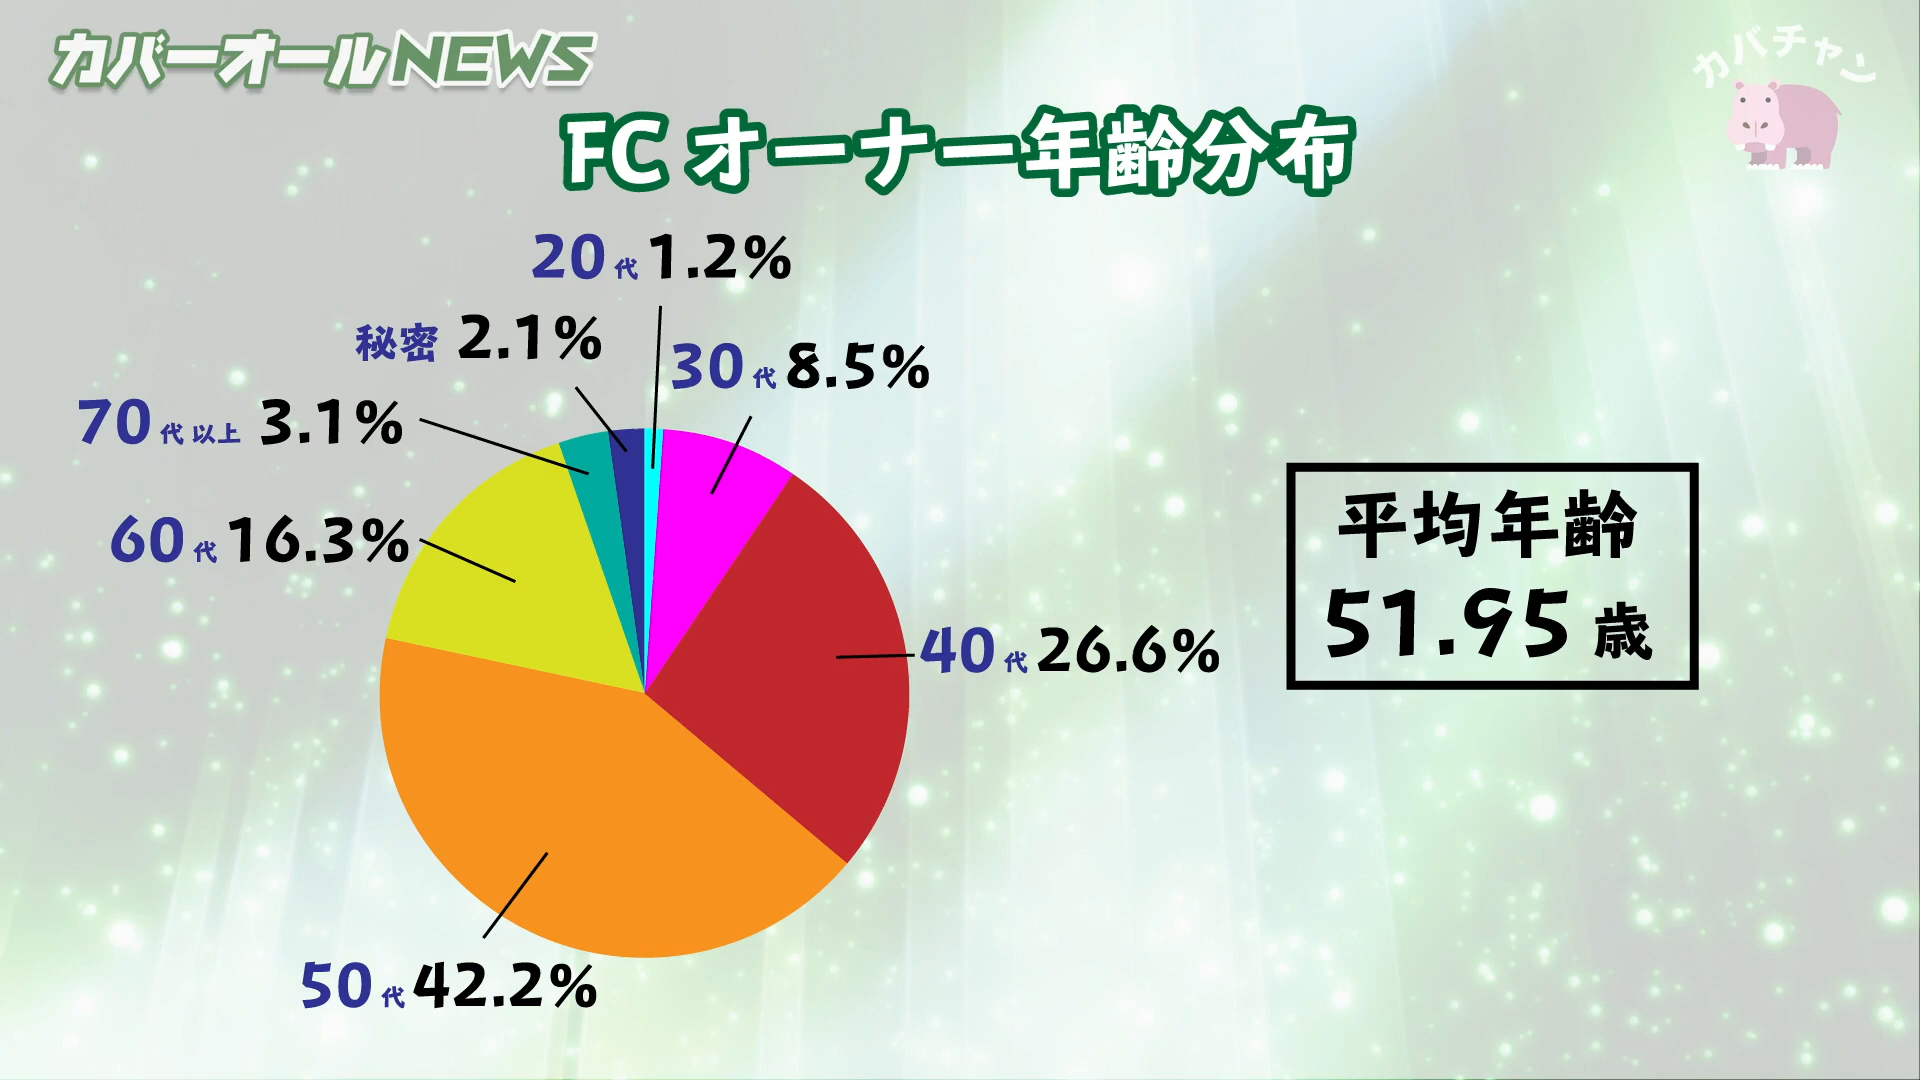 カバーオールNEWS
カバチャン
FC オーナー年齢分布
20代 1.2%
秘密 2.1%
30代 8.5%
70代以上 3.1%
60代 16.3%
40代 26.6%
50代 42.2%
平均年齢
51.95歳